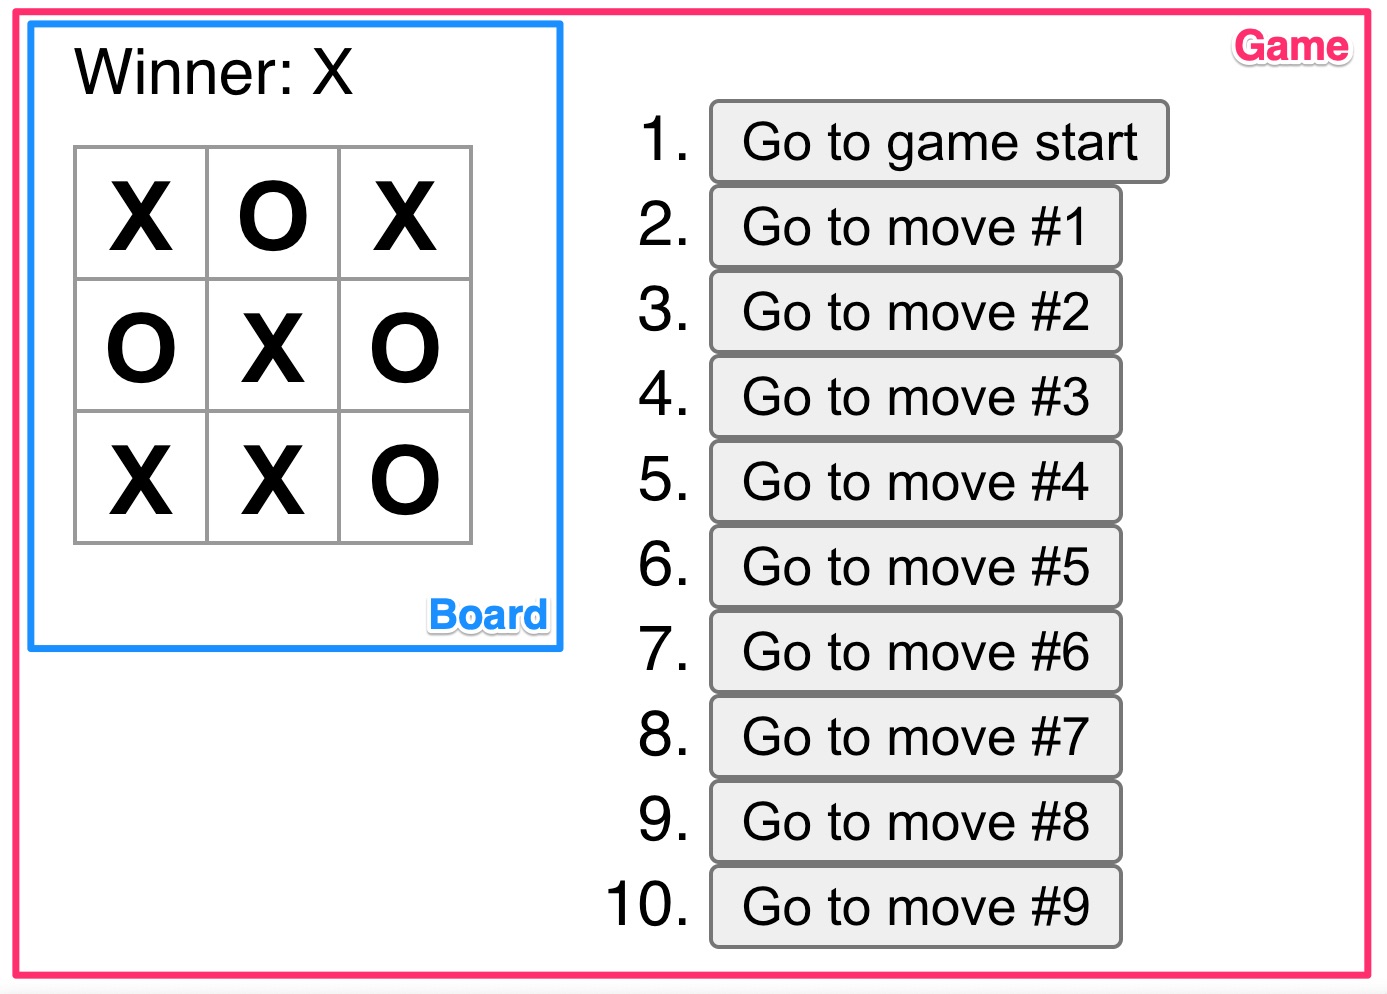 Game
Winner: X
X O X
O X O
X X O
Board
1. Go to game start
2. Go to move #1
3. Go to move #2
4. Go to move #3
5. Go to move #4
6. Go to move #5
7. Go to move #6
8. Go to move #7
9. Go to move #8
10. Go to move #9